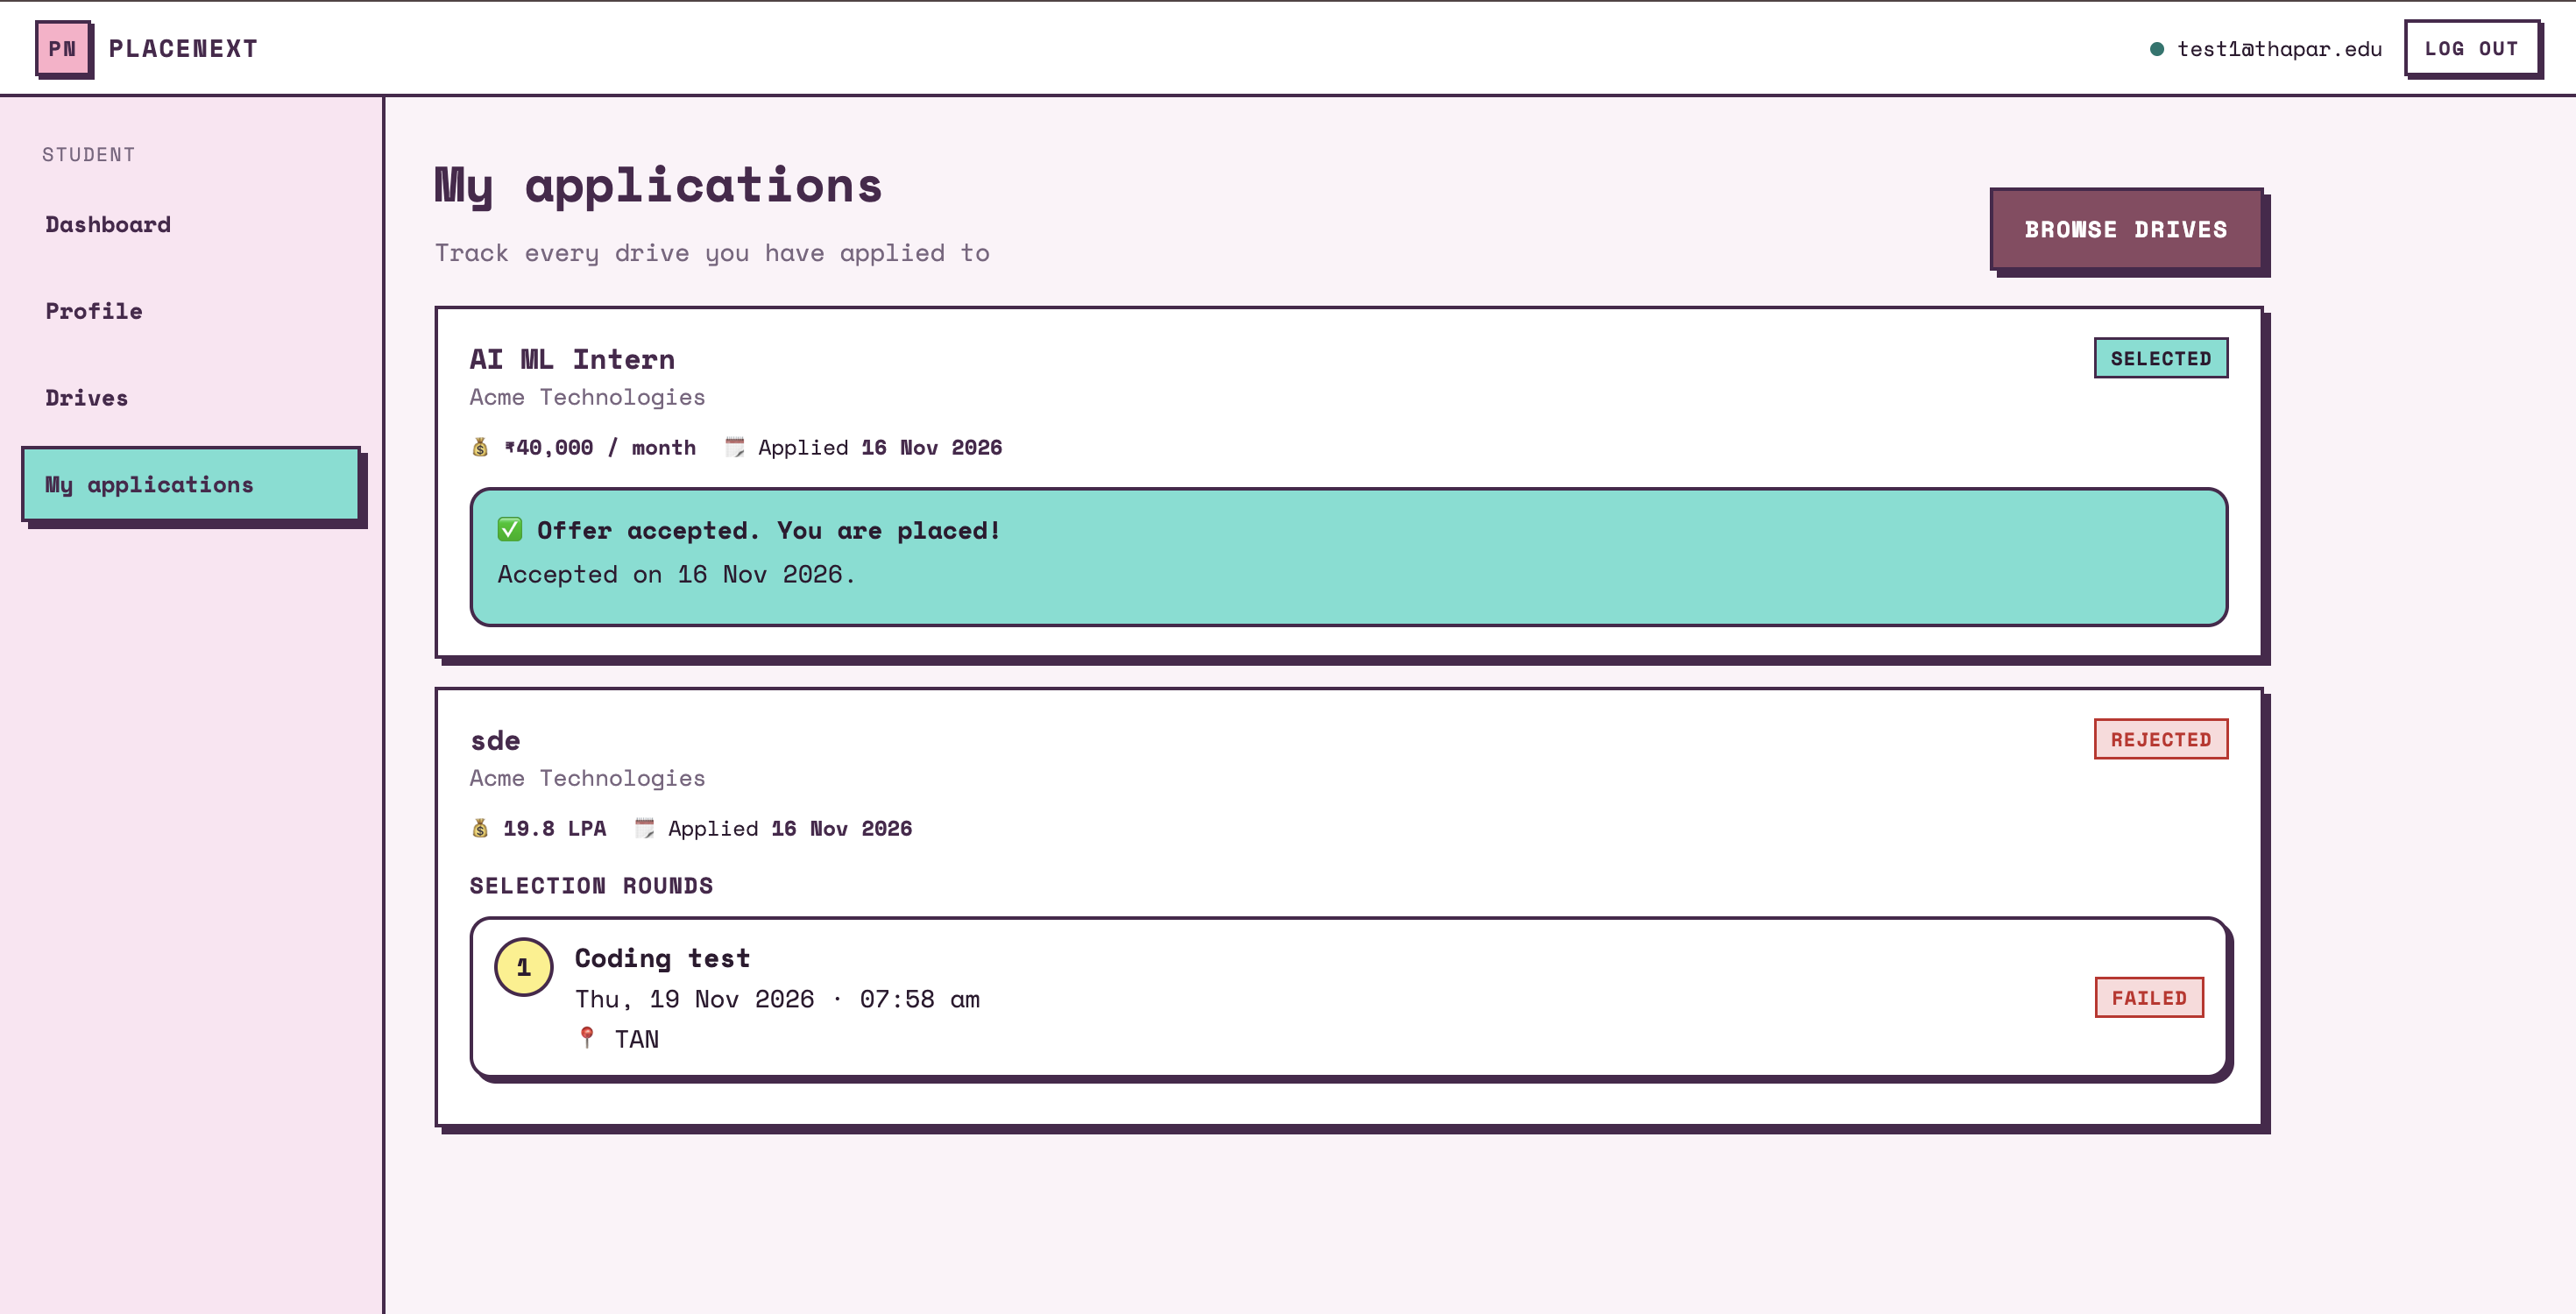 PN PLACENEXT
test1@thapar.edu
LOG OUT
STUDENT
Dashboard
Profile
Drives
My applications
My applications
Track every drive you have applied to
BROWSE DRIVES
AI ML Intern
SELECTED
Acme Technologies
₹40,000 / month Applied 16 Nov 2026
Offer accepted. You are placed!
Accepted on 16 Nov 2026.
sde
REJECTED
Acme Technologies
19.8 LPA Applied 16 Nov 2026
SELECTION ROUNDS
1
Coding test
Thu, 19 Nov 2026 · 07:58 am
FAILED
TAN